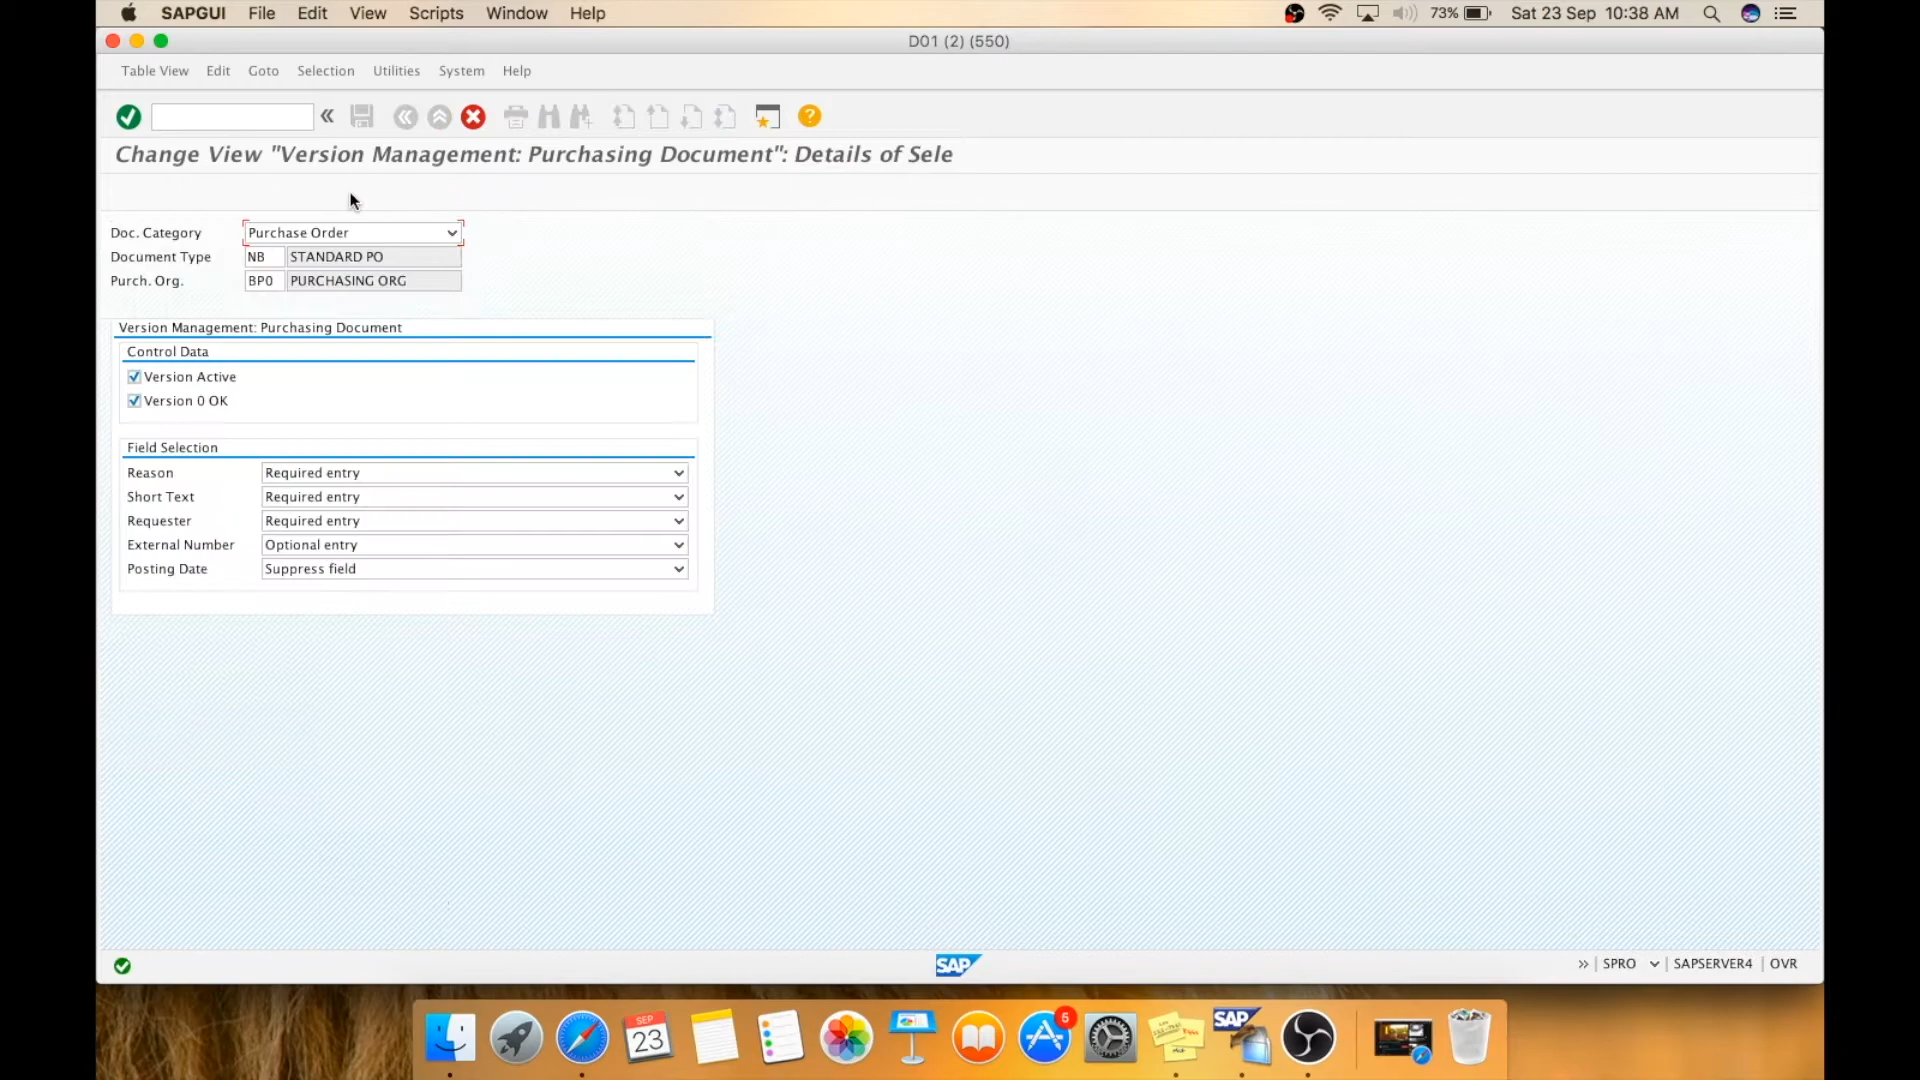 SAPGUI File Edit View Scripts Window Help 73% Sat 23 Sep 10:38 AM
D01 (2) (550)
Table View Edit Goto Selection Utilities System Help
Change View "Version Management: Purchasing Document": Details of Sele
Doc. Category Purchase Order
Document Type NB STANDARD PO
Purch. Org. BP0 PURCHASING ORG
Version Management: Purchasing Document
Control Data
Version Active
Version 0 OK
Field Selection
Reason Required entry
Short Text Required entry
Requester Required entry
External Number Optional entry
Posting Date Suppress field
SAP SPRO SAPSERVER4 OVR
SEP
23
5
SAP